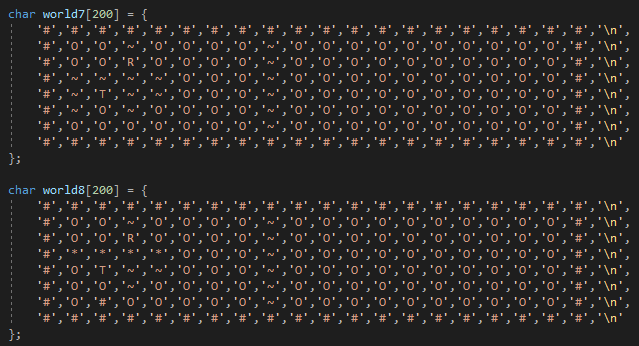 char world7[200] = {
'#','#','#','#','#','#','#','#','#','#','#','#','#','#','#','#','#','#','#','#','\n',
'#','O','O','~','O','O','O','O','~','O','O','O','O','O','O','O','O','O','O','#','\n',
'#','O','O','R','O','O','O','O','~','O','O','O','O','O','O','O','O','O','O','#','\n',
'#','~','~','~','~','O','O','O','~','O','O','O','O','O','O','O','O','O','O','#','\n',
'#','~','T','~','~','O','O','O','~','O','O','O','O','O','O','O','O','O','O','#','\n',
'#','~','O','~','O','O','O','O','~','O','O','O','O','O','O','O','O','O','O','#','\n',
'#','O','O','O','O','O','O','O','~','O','O','O','O','O','O','O','O','O','O','#','\n',
'#','#','#','#','#','#','#','#','#','#','#','#','#','#','#','#','#','#','#','#','\n'
};
char world8[200] = {
'#','#','#','#','#','#','#','#','#','#','#','#','#','#','#','#','#','#','#','#','\n',
'#','O','O','~','O','O','O','O','~','O','O','O','O','O','O','O','O','O','O','#','\n',
'#','O','O','R','O','O','O','O','~','O','O','O','O','O','O','O','O','O','O','#','\n',
'#','*','*','*','*','O','O','O','~','O','O','O','O','O','O','O','O','O','O','#','\n',
'#','O','T','~','~','O','O','O','~','O','O','O','O','O','O','O','O','O','O','#','\n',
'#','O','O','~','O','O','O','O','~','O','O','O','O','O','O','O','O','O','O','#','\n',
'#','O','#','O','O','O','O','O','~','O','O','O','O','O','O','O','O','O','O','#','\n',
'#','#','#','#','#','#','#','#','#','#','#','#','#','#','#','#','#','#','#','#','\n'
};